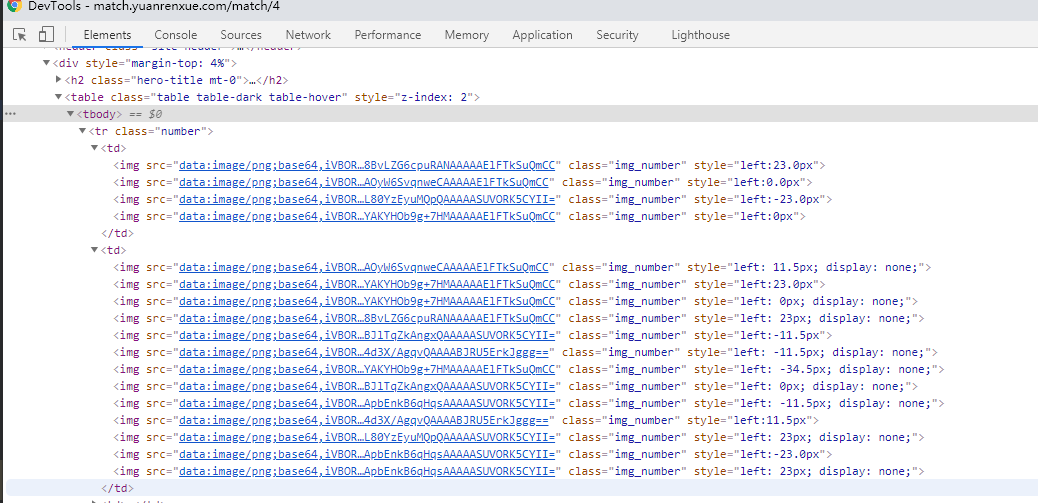 DevTools - match.yuanrenxue.com/match/4
Elements Console Sources Network Performance Memory Application Security Lighthouse
<div style="margin-top: 4%">
<h2 class="hero-title mt-0">…</h2>
<table class="table table-dark table-hover" style="z-index: 2">
<tbody> == $0
<tr class="number">
<td>
<img src="data:image/png;base64,iVBOR…8BvLZG6cpuRANAAAAAElFTkSuQmCC" class="img_number" style="left:23.0px">
<img src="data:image/png;base64,iVBOR…AOyW6SvqnweCAAAAAElFTkSuQmCC" class="img_number" style="left:0.0px">
<img src="data:image/png;base64,iVBOR…L80YzEyuMQpQAAAAASUVORK5CYII=" class="img_number" style="left:-23.0px">
<img src="data:image/png;base64,iVBOR…YAKYHOb9g+7HMAAAAAElFTkSuQmCC" class="img_number" style="left:0px">
</td>
<td>
<img src="data:image/png;base64,iVBOR…AOyW6SvqnweCAAAAAElFTkSuQmCC" class="img_number" style="left: 11.5px; display: none;">
<img src="data:image/png;base64,iVBOR…YAKYHOb9g+7HMAAAAAElFTkSuQmCC" class="img_number" style="left:23.0px">
<img src="data:image/png;base64,iVBOR…YAKYHOb9g+7HMAAAAAElFTkSuQmCC" class="img_number" style="left: 0px; display: none;">
<img src="data:image/png;base64,iVBOR…8BvLZG6cpuRANAAAAAElFTkSuQmCC" class="img_number" style="left: 23px; display: none;">
<img src="data:image/png;base64,iVBOR…BJlTqZkAngxQAAAAASUVORK5CYII=" class="img_number" style="left:-11.5px">
<img src="data:image/png;base64,iVBOR…4d3X/AgqvQAAAABJRU5ErkJggg==" class="img_number" style="left: -11.5px; display: none;">
<img src="data:image/png;base64,iVBOR…YAKYHOb9g+7HMAAAAAElFTkSuQmCC" class="img_number" style="left: -34.5px; display: none;">
<img src="data:image/png;base64,iVBOR…BJlTqZkAngxQAAAAASUVORK5CYII=" class="img_number" style="left: 0px; display: none;">
<img src="data:image/png;base64,iVBOR…ApbEnkB6qHqsAAAAASUVORK5CYII=" class="img_number" style="left: -11.5px; display: none;">
<img src="data:image/png;base64,iVBOR…4d3X/AgqvQAAAABJRU5ErkJggg==" class="img_number" style="left:11.5px">
<img src="data:image/png;base64,iVBOR…L80YzEyuMQpQAAAAASUVORK5CYII=" class="img_number" style="left: 23px; display: none;">
<img src="data:image/png;base64,iVBOR…ApbEnkB6qHqsAAAAASUVORK5CYII=" class="img_number" style="left:-23.0px">
<img src="data:image/png;base64,iVBOR…ApbEnkB6qHqsAAAAASUVORK5CYII=" class="img_number" style="left: 23px; display: none;">
</td>